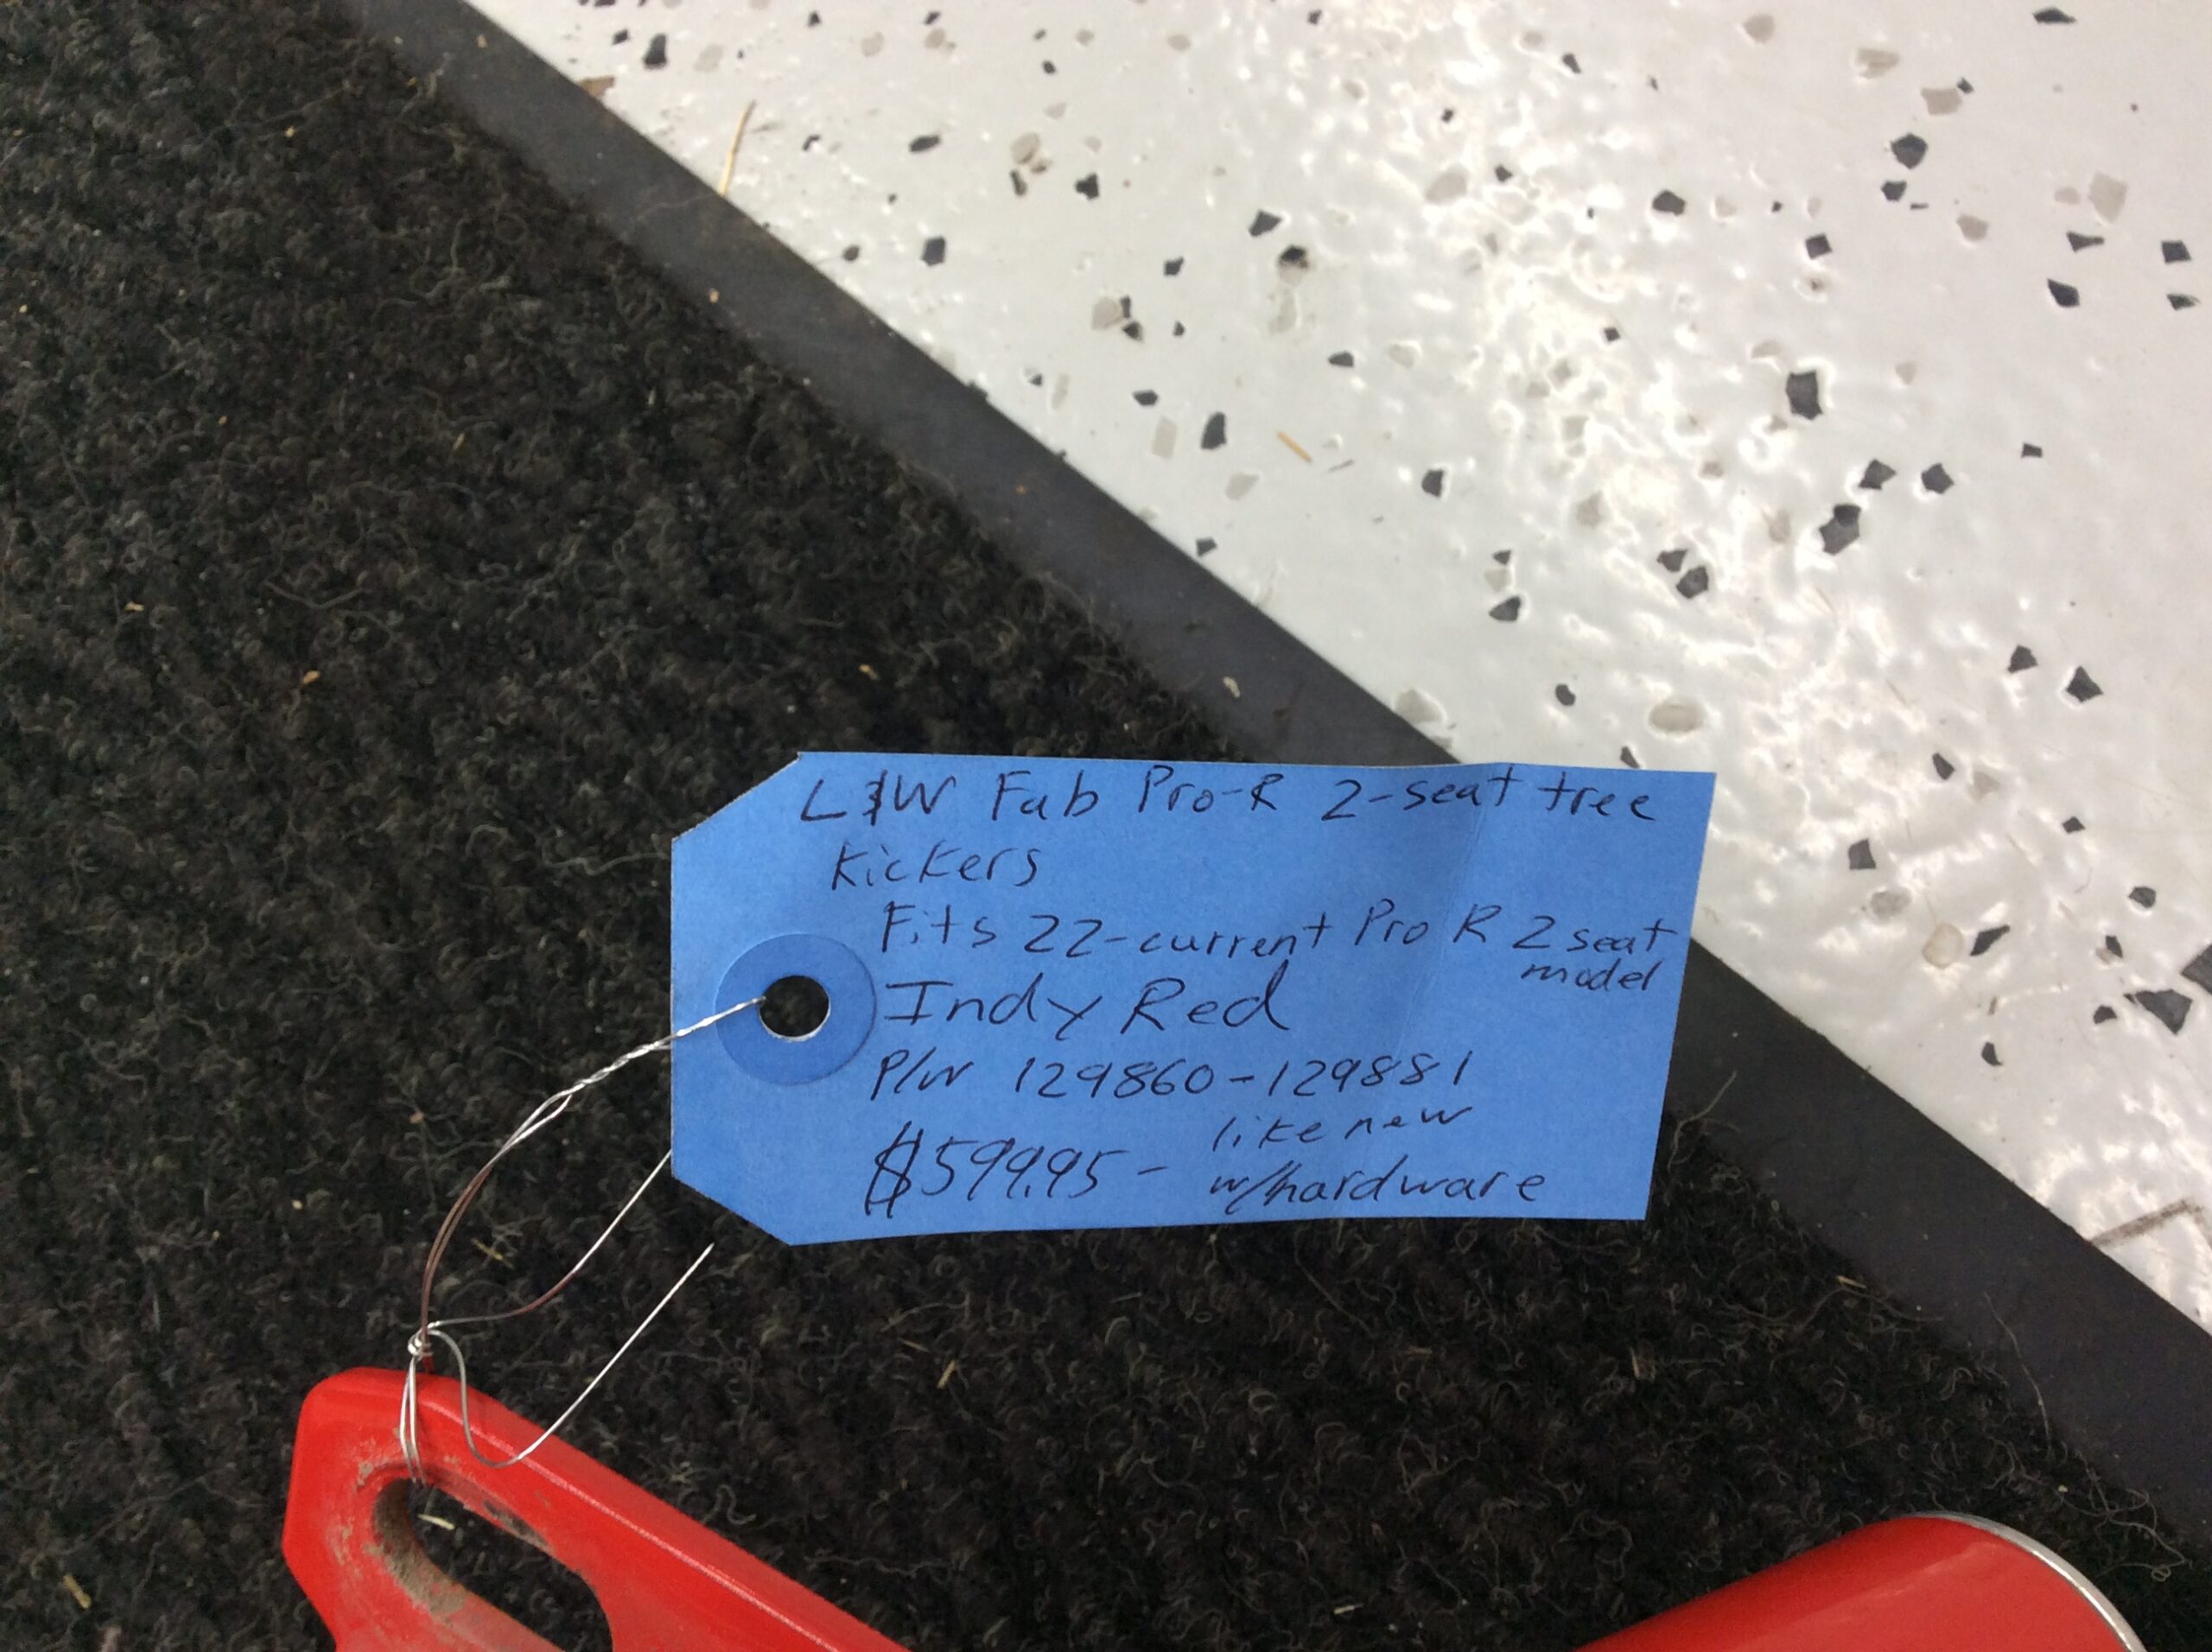 L&W Fab Pro-R 2-seat tree
kickers
Fits 22-current Pro R 2 seat
model
Indy Red
P/N 129860-129881
$599.95- like new
w/hardware